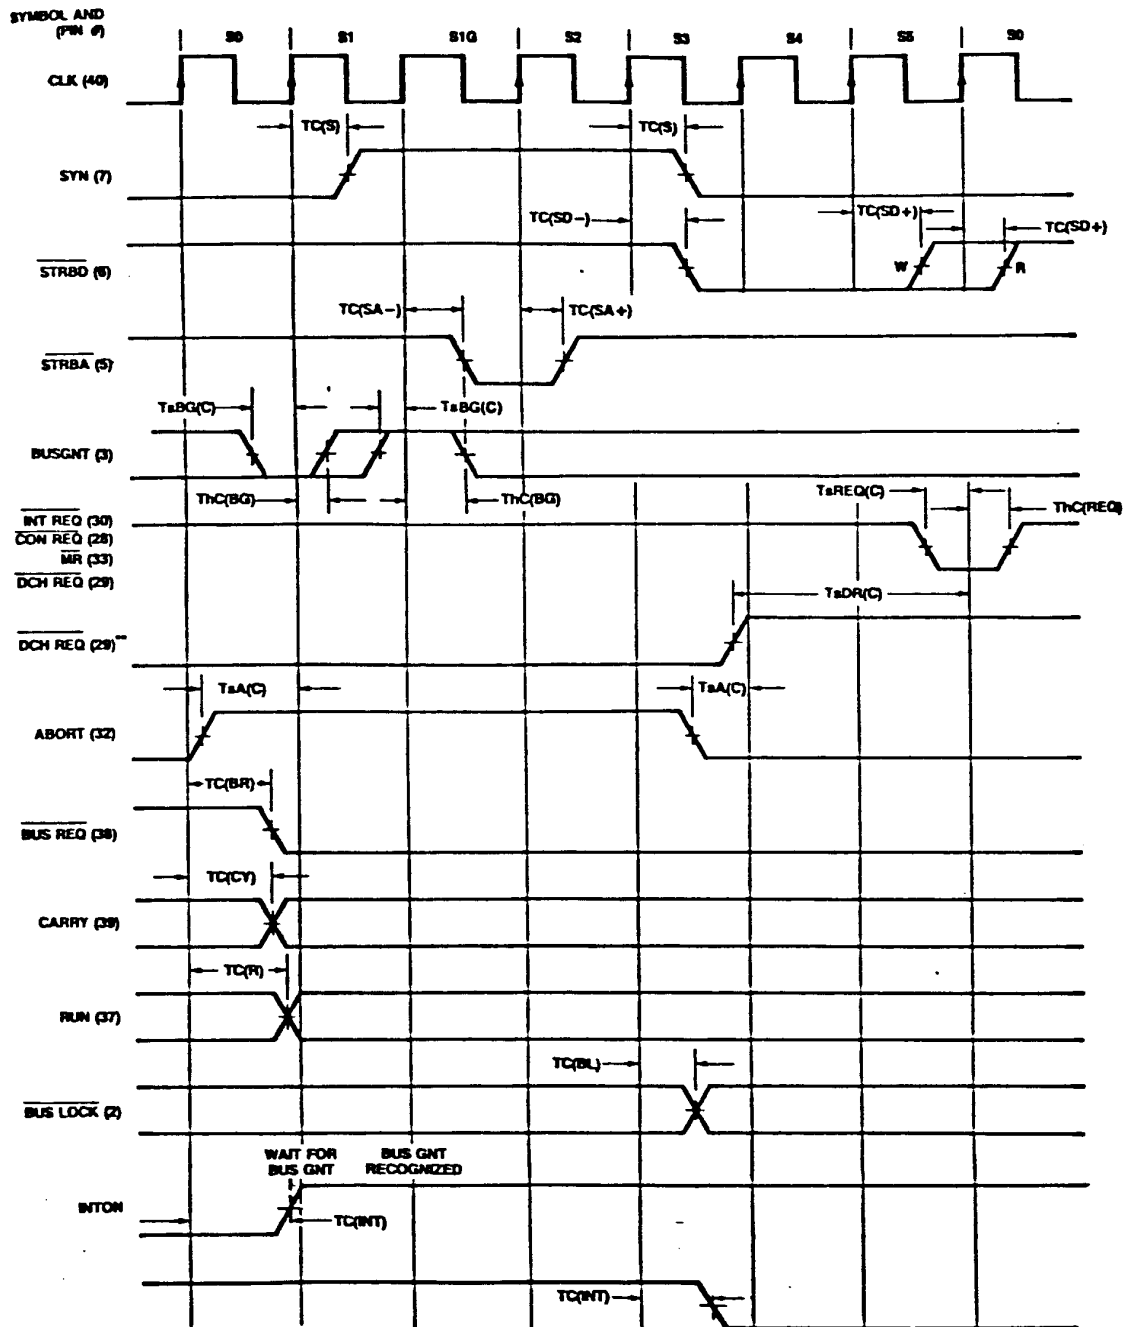 SYMBOL AND
(PIN #)
S0 S1 S1G S2 S3 S4 S5 S0
CLK (40)
TC(S) TC(S)
SYN (7)
TC(SD-) TC(SD+) TC(SD+)
STRBD (6) W R
TC(SA-) TC(SA+)
STRBA (5)
TsBG(C) TsBG(C)
BUSGNT (3)
ThC(BG) ThC(BG)
TsREQ(C) ThC(REQ)
INT REQ (30)
CON REQ (28)
MR (33)
DCH REQ (29)
TsDR(C)
DCH REQ (29)**
TsA(C) TsA(C)
ABORT (32)
TC(BR)
BUS REQ (38)
TC(CY)
CARRY (39)
TC(R)
RUN (37)
TC(BL)
BUS LOCK (2)
WAIT FOR BUS GNT
BUS GNT RECOGNIZED
INTON
TC(INT)
TC(INT)